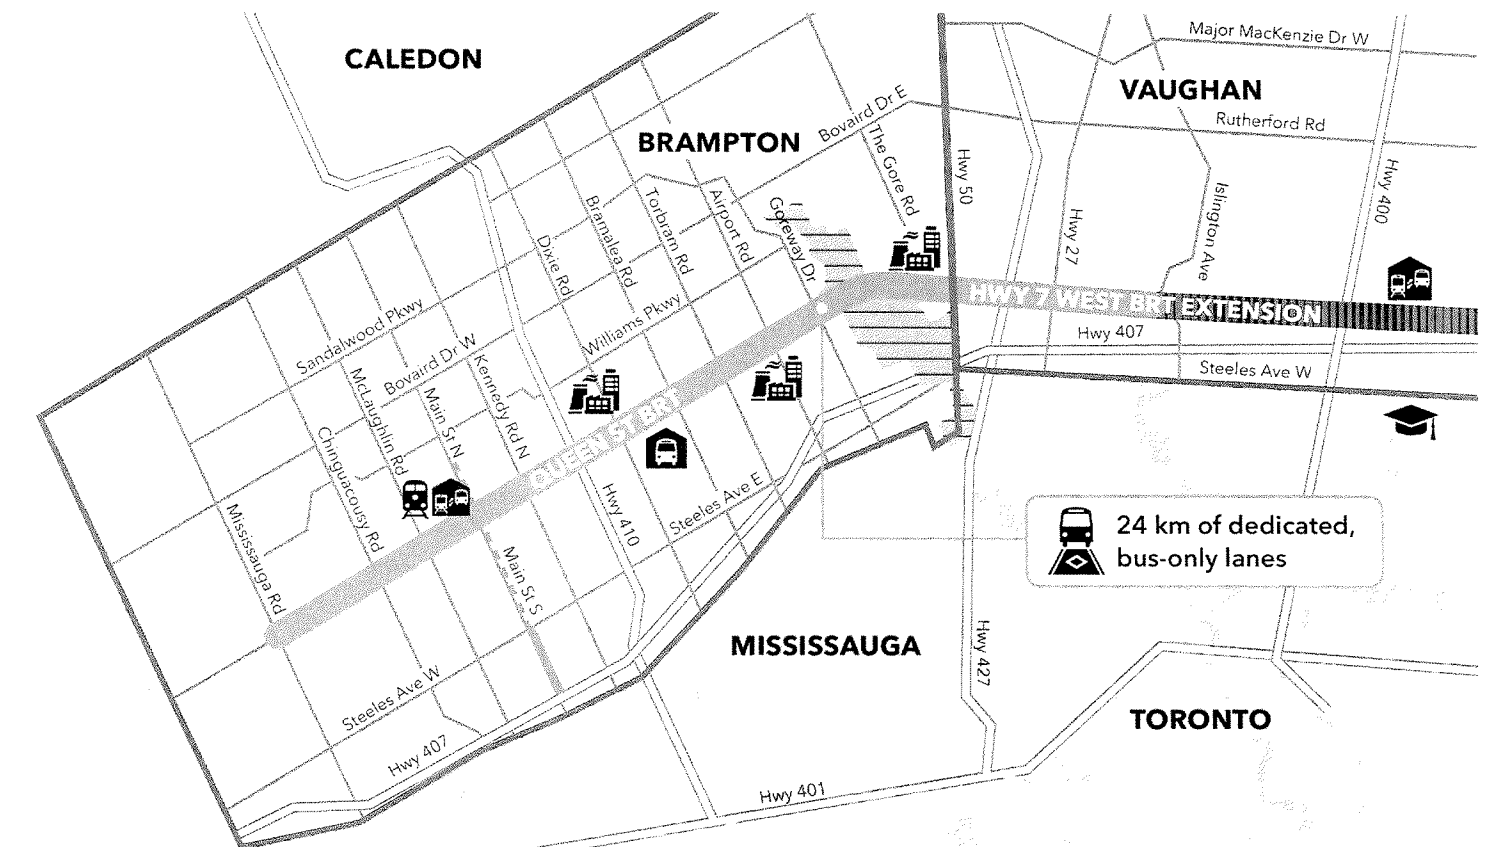 CALEDON
Major MacKenzie Dr W
VAUGHAN
Bovaird Dr E
Rutherford Rd
BRAMPTON
The Gore Rd
Hwy 50
Hwy 400
Islington Ave
Hwy 27
Goreway Dr
Airport Rd
Torbram Rd
Bramalea Rd
Dixie Rd
Sandalwood Pkwy
Williams Pkwy
HWY 7 WEST BRT EXTENSION
Hwy 407
Steeles Ave W
Bovaird Dr W
Kennedy Rd N
McLaughlin Rd
Main St N
Chinguacousy Rd
QUEEN ST BRT
Mississauga Rd
Hwy 410
Steeles Ave E
24 km of dedicated,
bus-only lanes
Main St S
MISSISSAUGA
Hwy 427
Steeles Ave W
TORONTO
Hwy 407
Hwy 401